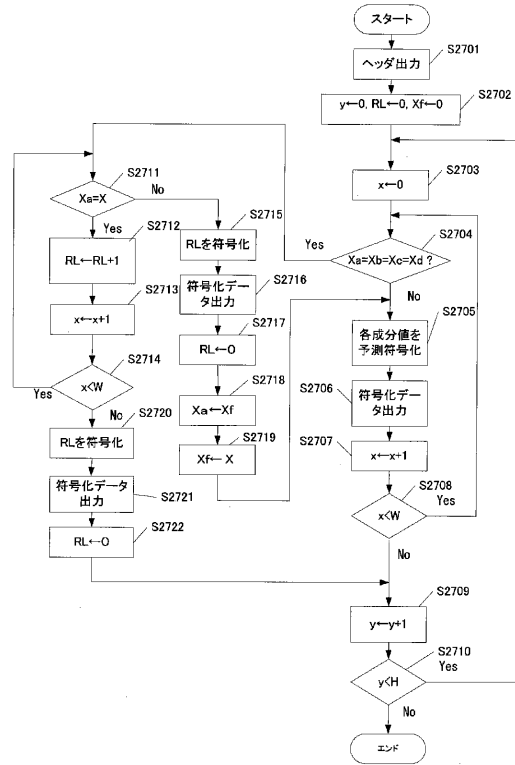 スタート
S2701
ヘッダ出力
S2702
y←0, RL←0, Xf←0
S2703
x←0
S2704
Xa=Xb=Xc=Xd ?
Yes
No
S2705
各成分値を
予測符号化
S2706
符号化デー
タ出力
S2707
x←x+1
S2708
x<W
Yes
No
S2709
y←y+1
S2710
y<H
Yes
No
エンド
S2711
Xa=X
No
Yes
S2712
RL←RL+1
S2713
x←x+1
S2714
x<W
Yes
No
S2720
RLを符号化
符号化データ
出力
S2721
S2722
RL←0
S2715
RLを符号化
S2716
符号化デー
タ出力
S2717
RL←0
S2718
Xa←Xf
S2719
Xf←X